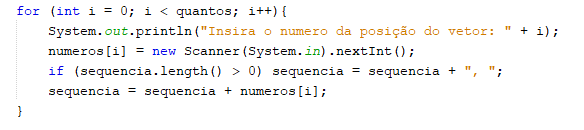 for (int i = 0; i < quantos; i++){
System.out.println("Insira o numero da posição do vetor: " + i);
numeros[i] = new Scanner(System.in).nextInt();
if (sequencia.length() > 0) sequencia = sequencia + ", ";
sequencia = sequencia + numeros[i];
}